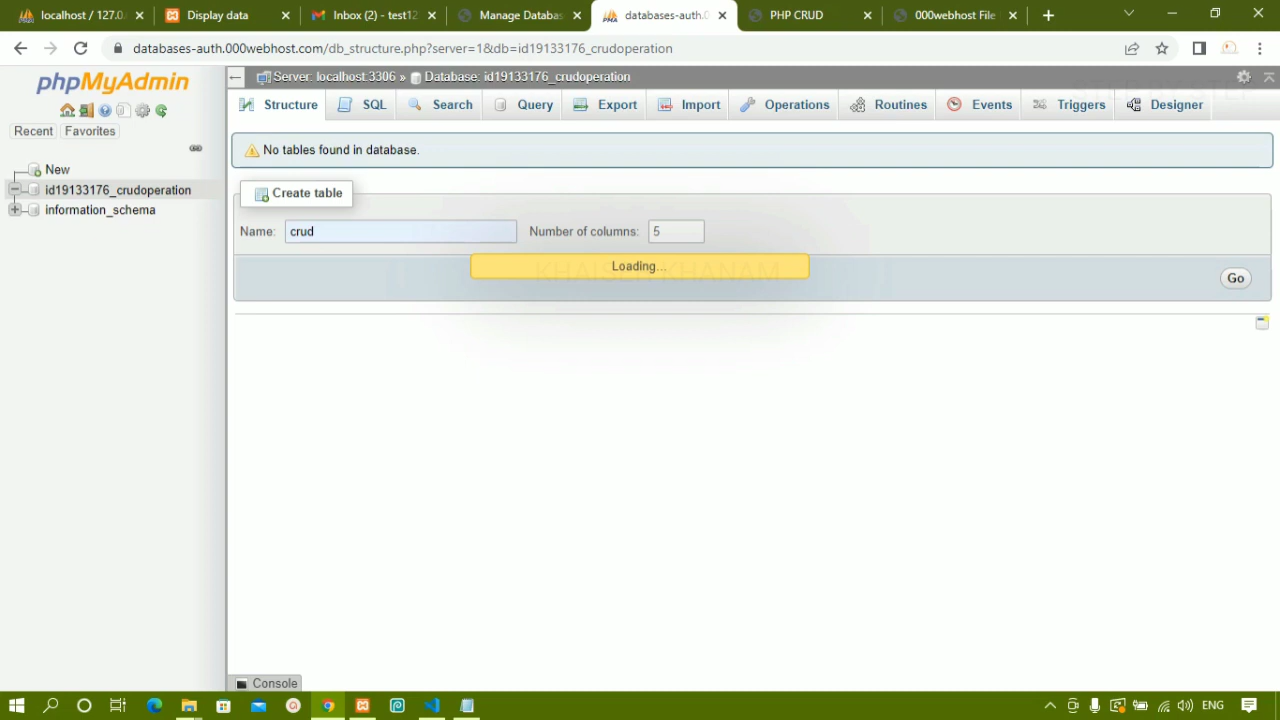 localhost / 127.0.
Display data
Inbox (2) - test12
Manage Databas
databases-auth.0
PHP CRUD
000webhost File
databases-auth.000webhost.com/db_structure.php?server=1&db=id19133176_crudoperation
phpMyAdmin
Recent
Favorites
New
id19133176_crudoperation
information_schema
Server: localhost:3306 » Database: id19133176_crudoperation
Structure
SQL
Search
Query
Export
Import
Operations
Routines
Events
Triggers
Designer
No tables found in database.
Create table
Name: crud
Number of columns: 5
Loading...
KHAISER KHANAM
Go
Console
ENG